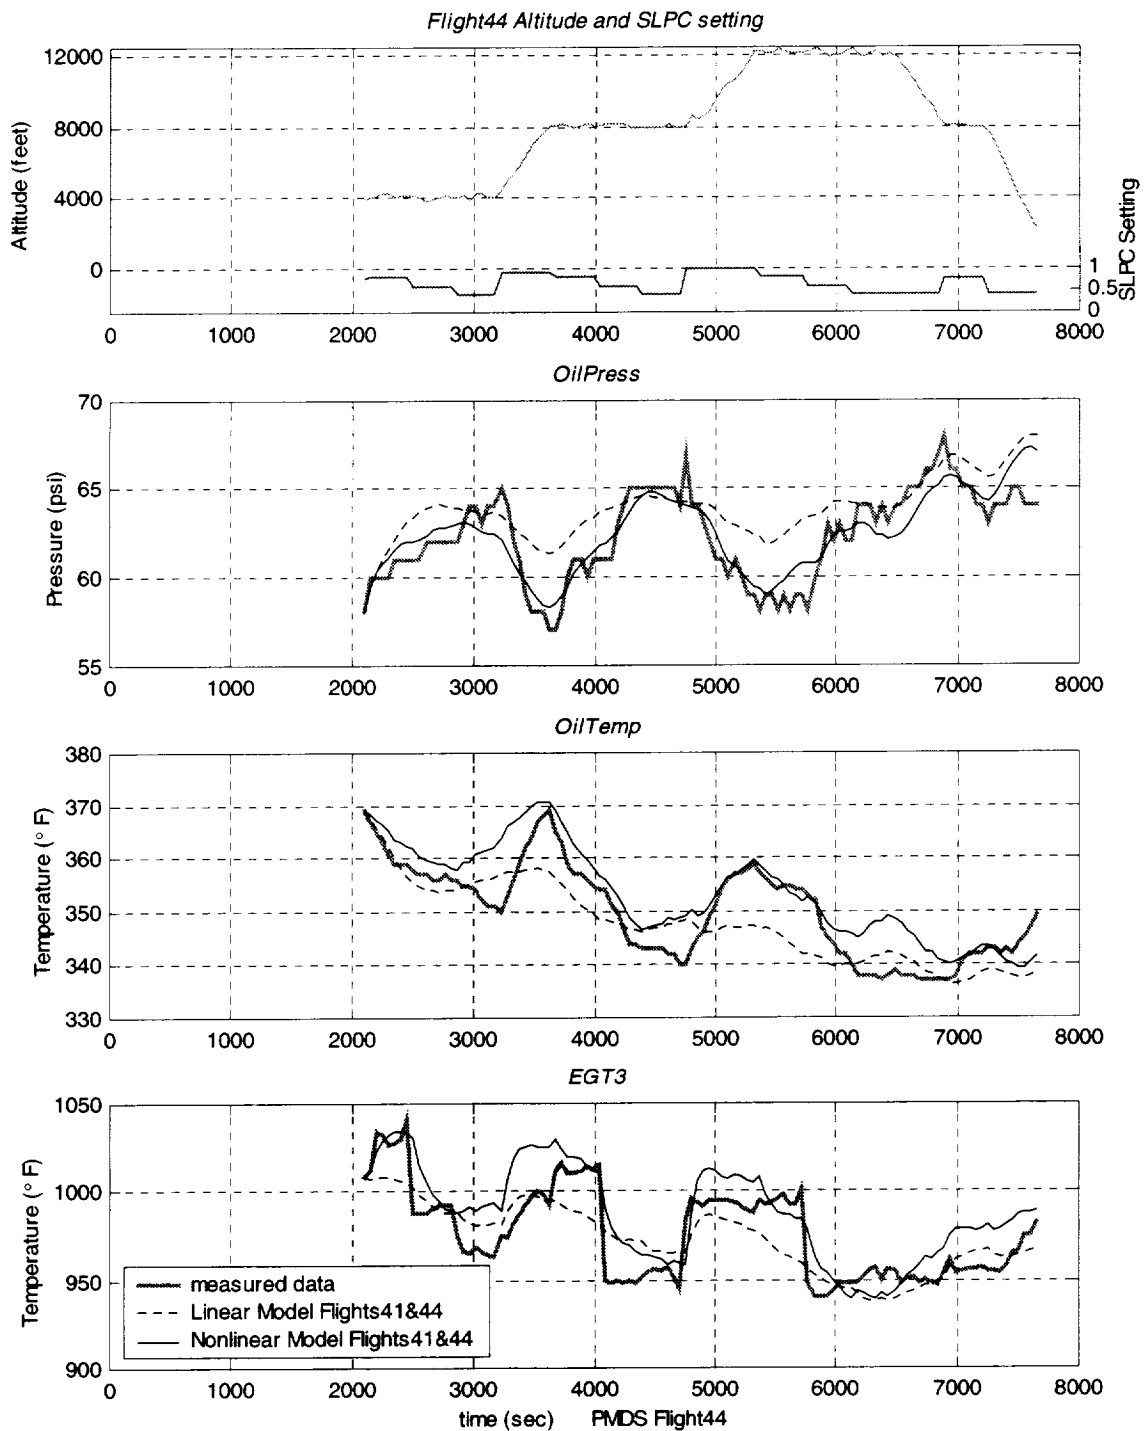 Flight44 Altitude and SLPC setting
12000
8000
4000
0
Altitude (feet)
1
0.5
0
SLPC Setting
0 1000 2000 3000 4000 5000 6000 7000 8000
OilPress
70
65
60
55
Pressure (psi)
0 1000 2000 3000 4000 5000 6000 7000 8000
OilTemp
380
370
360
350
340
330
Temperature (° F)
0 1000 2000 3000 4000 5000 6000 7000 8000
EGT3
1050
1000
950
900
Temperature (° F)
measured data
Linear Model Flights41&44
Nonlinear Model Flights41&44
0 1000 2000 3000 4000 5000 6000 7000 8000
time (sec) PMDS Flight44